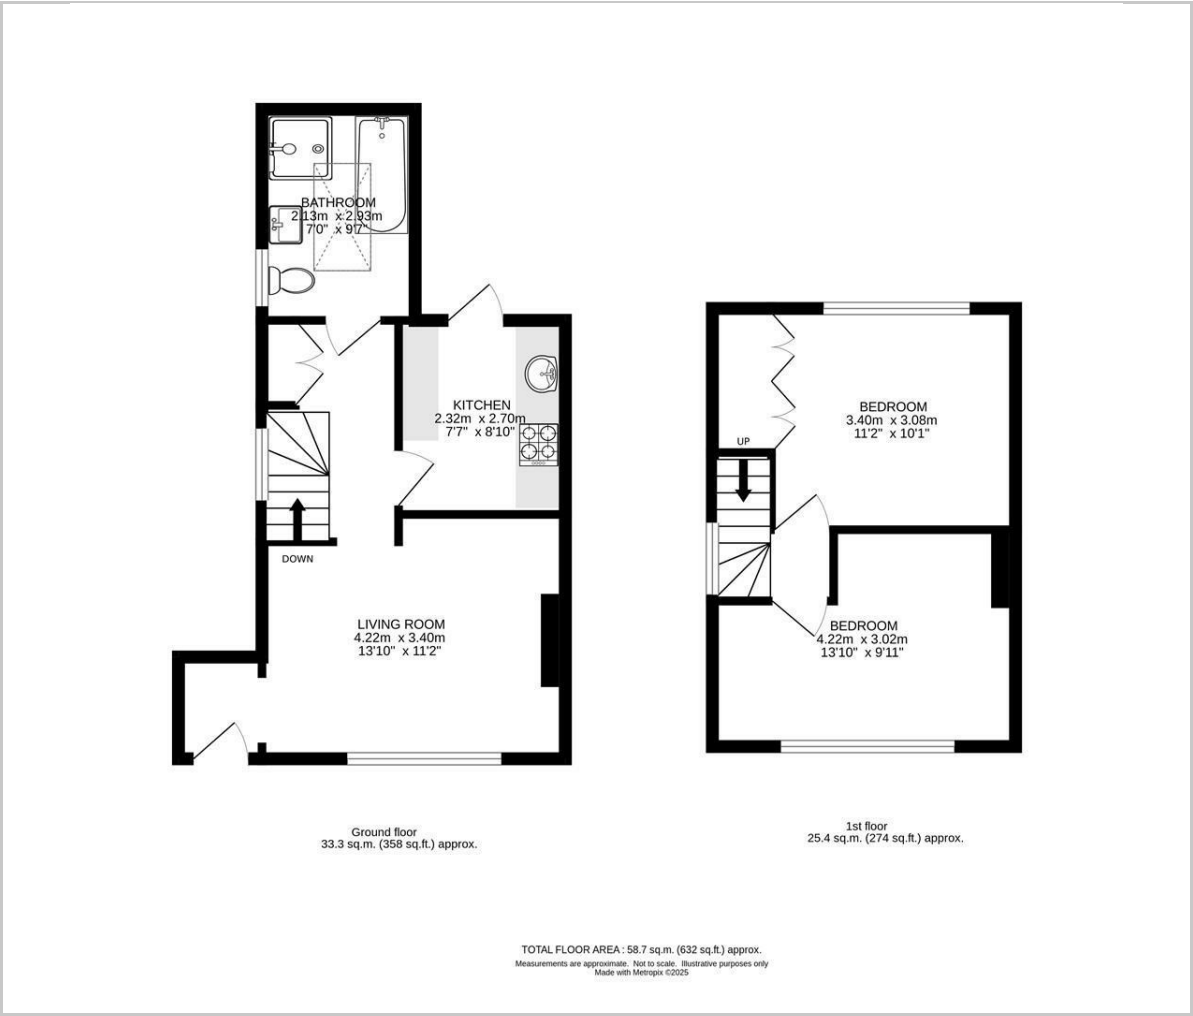 BATHROOM
2.13m x 2.93m
7'0" x 9'7"
KITCHEN
2.32m x 2.70m
7'7" x 8'10"
DOWN
LIVING ROOM
4.22m x 3.40m
13'10" x 11'2"
Ground floor
33.3 sq.m. (358 sq.ft.) approx.
BEDROOM
3.40m x 3.08m
11'2" x 10'1"
UP
BEDROOM
4.22m x 3.02m
13'10" x 9'11"
1st floor
25.4 sq.m. (274 sq.ft.) approx.
TOTAL FLOOR AREA : 58.7 sq.m. (632 sq.ft.) approx.
Measurements are approximate. Not to scale. Illustrative purposes only
Made with Metropix ©2025